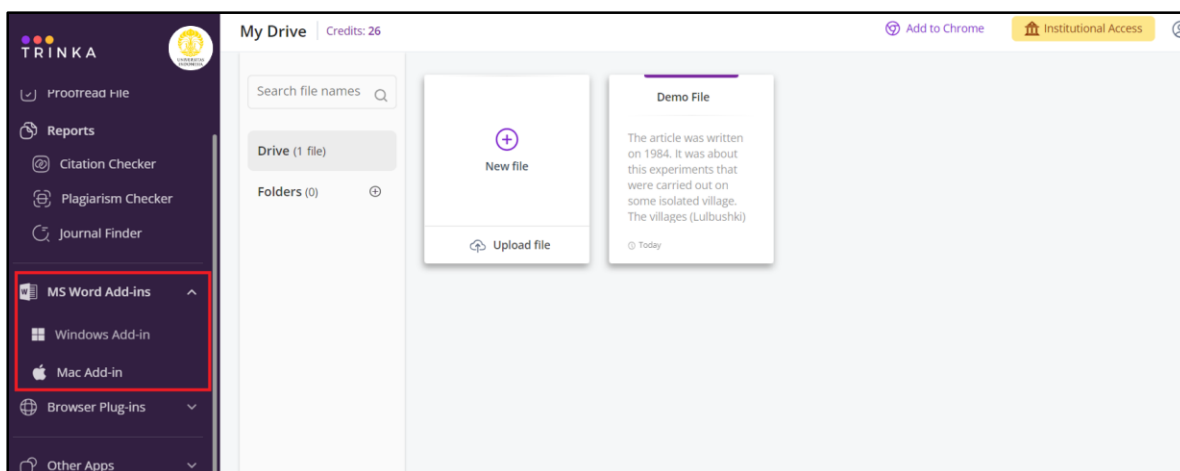 TRINKA
UNIVERSITAS
INDONESIA
Proofread File
Reports
Citation Checker
Plagiarism Checker
Journal Finder
MS Word Add-ins
Windows Add-in
Mac Add-in
Browser Plug-ins
Other Apps
My Drive
Credits: 26
Add to Chrome
Institutional Access
Search file names
Drive (1 file)
Folders (0)
New file
Upload file
Demo File
The article was written
on 1984. It was about
this experiments that
were carried out on
some isolated village.
The villages (Lulbushki)
Today